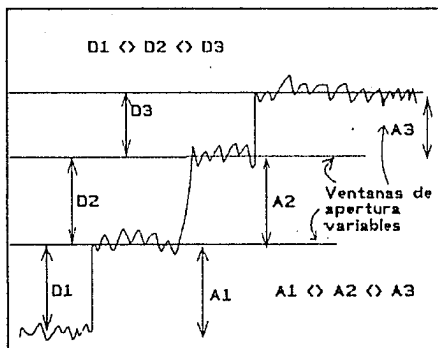 D1 <> D2 <> D3
D3
A3
D2
A2
Ventanas de
apertura
variables
D1
A1
A1 <> A2 <> A3